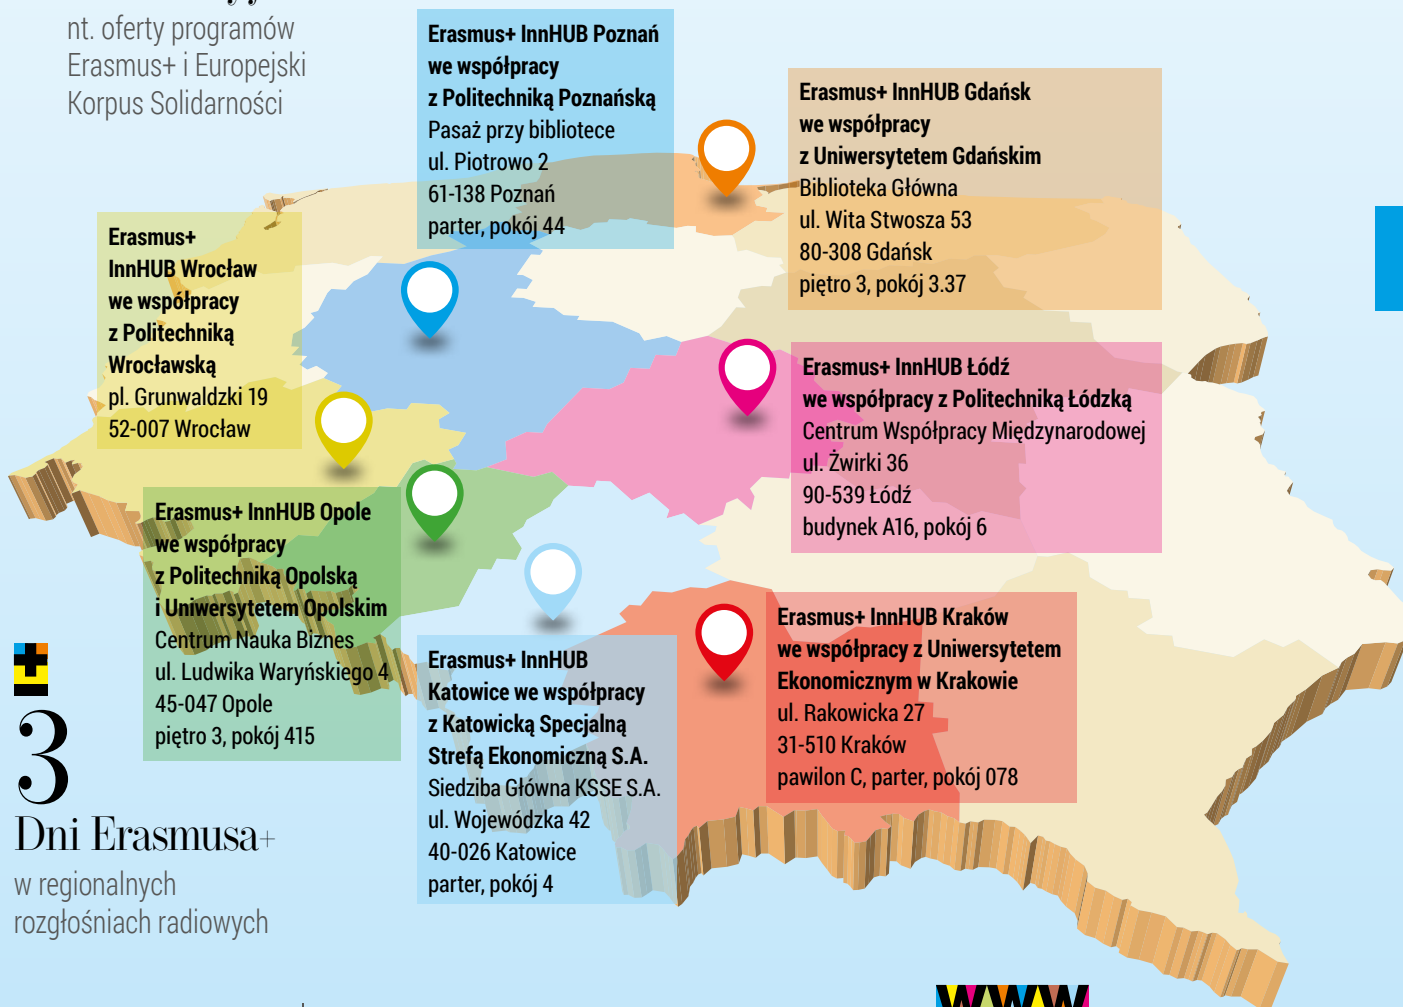 nt. oferty programów
Erasmus+ i Europejski
Korpus Solidarności
Erasmus+ InnHUB Poznań
we współpracy
z Politechniką Poznańską
Pasaż przy bibliotece
ul. Piotrowo 2
61-138 Poznań
parter, pokój 44
Erasmus+ InnHUB Gdańsk
we współpracy
z Uniwersytetem Gdańskim
Biblioteka Główna
ul. Wita Stwosza 53
80-308 Gdańsk
piętro 3, pokój 3.37
Erasmus+
InnHUB Wrocław
we współpracy
z Politechniką
Wrocławską
pl. Grunwaldzki 19
52-007 Wrocław
Erasmus+ InnHUB Łódź
we współpracy z Politechniką Łódzką
Centrum Współpracy Międzynarodowej
ul. Żwirki 36
90-539 Łódź
budynek A16, pokój 6
Erasmus+ InnHUB Opole
we współpracy
z Politechniką Opolską
i Uniwersytetem Opolskim
Centrum Nauka Biznes
ul. Ludwika Waryńskiego 4
45-047 Opole
piętro 3, pokój 415
Erasmus+ InnHUB
Katowice we współpracy
z Katowicką Specjalną
Strefą Ekonomiczną S.A.
Siedziba Główna KSSE S.A.
ul. Wojewódzka 42
40-026 Katowice
parter, pokój 4
Erasmus+ InnHUB Kraków
we współpracy z Uniwersytetem
Ekonomicznym w Krakowie
ul. Rakowicka 27
31-510 Kraków
pawilon C, parter, pokój 078
3
Dni Erasmusa+
w regionalnych
rozgłośniach radiowych
WWW